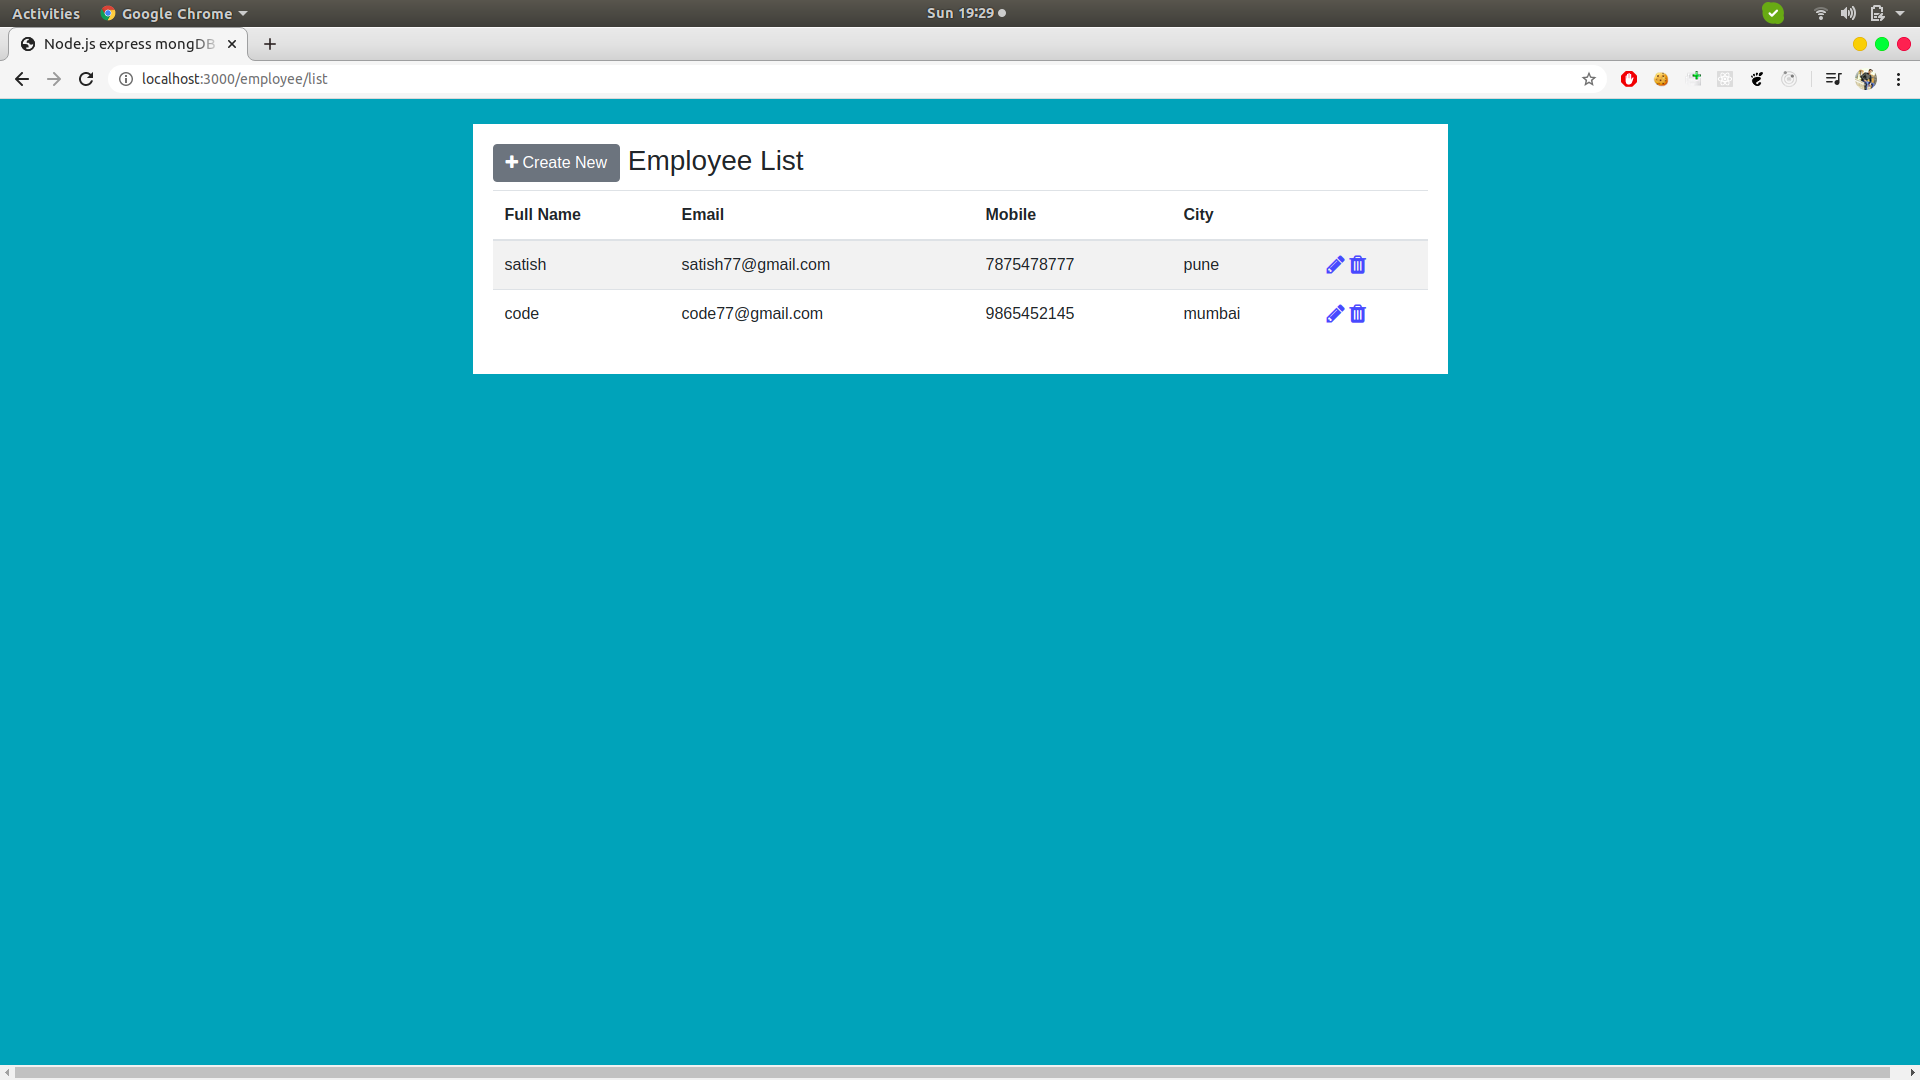 Activities Google Chrome Sun 19:29
Node.js express mongDB
localhost:3000/employee/list
Create New Employee List
Full Name Email Mobile City
satish satish77@gmail.com 7875478777 pune
code code77@gmail.com 9865452145 mumbai